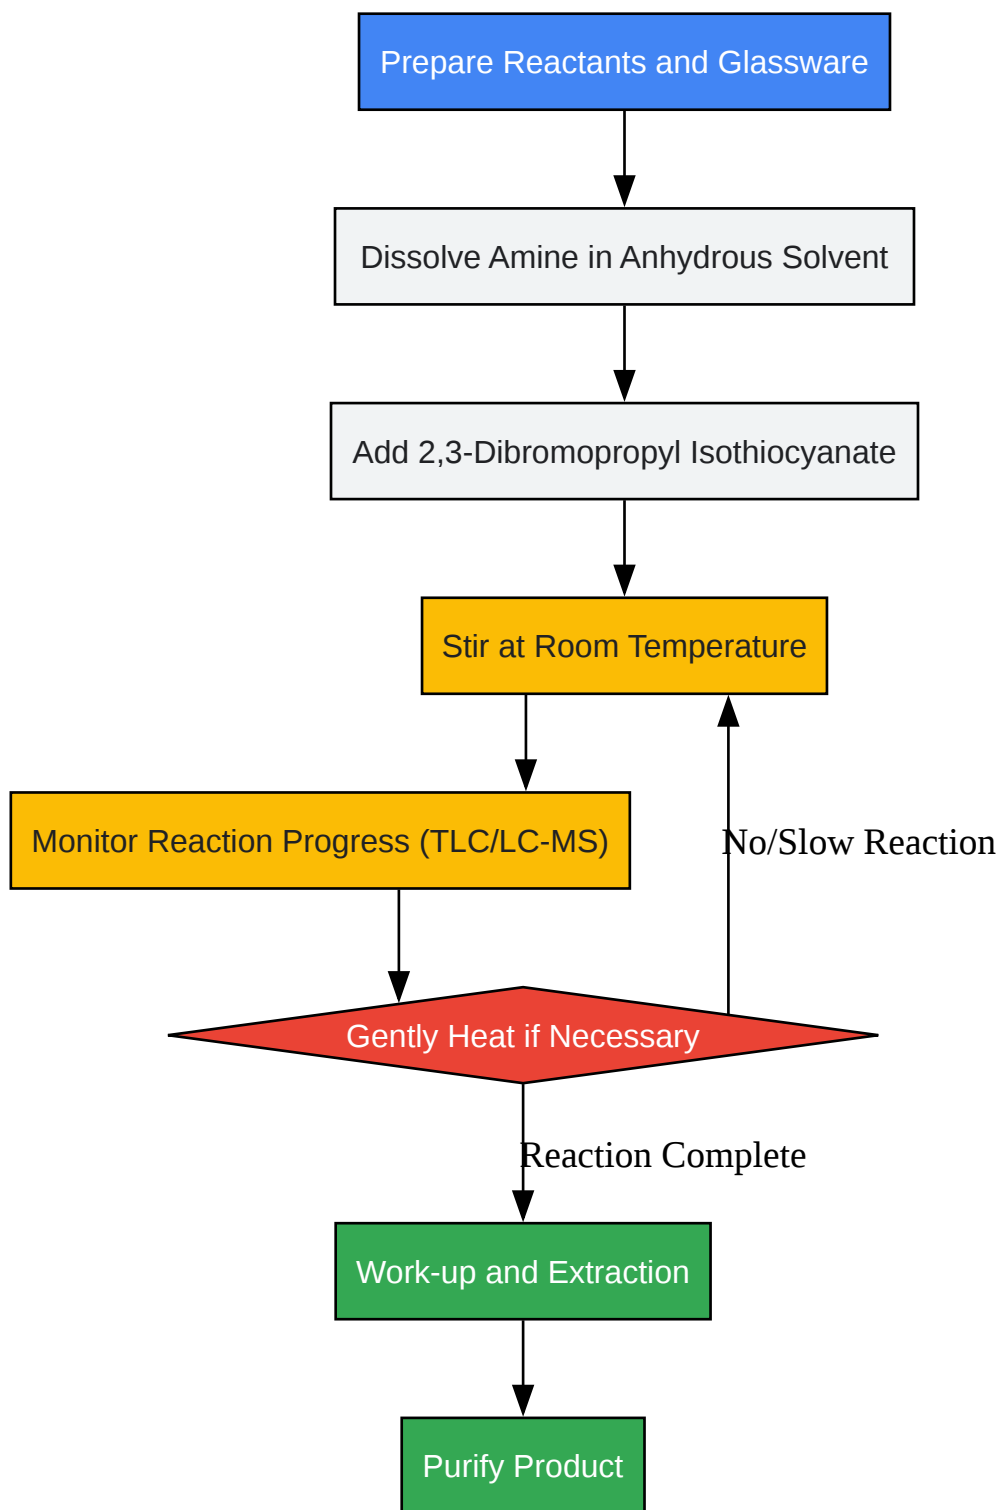 Prepare Reactants and Glassware
Dissolve Amine in Anhydrous Solvent
Add 2,3-Dibromopropyl Isothiocyanate
Stir at Room Temperature
Monitor Reaction Progress (TLC/LC-MS)
No/Slow Reaction
Gently Heat if Necessary
Reaction Complete
Work-up and Extraction
Purify Product